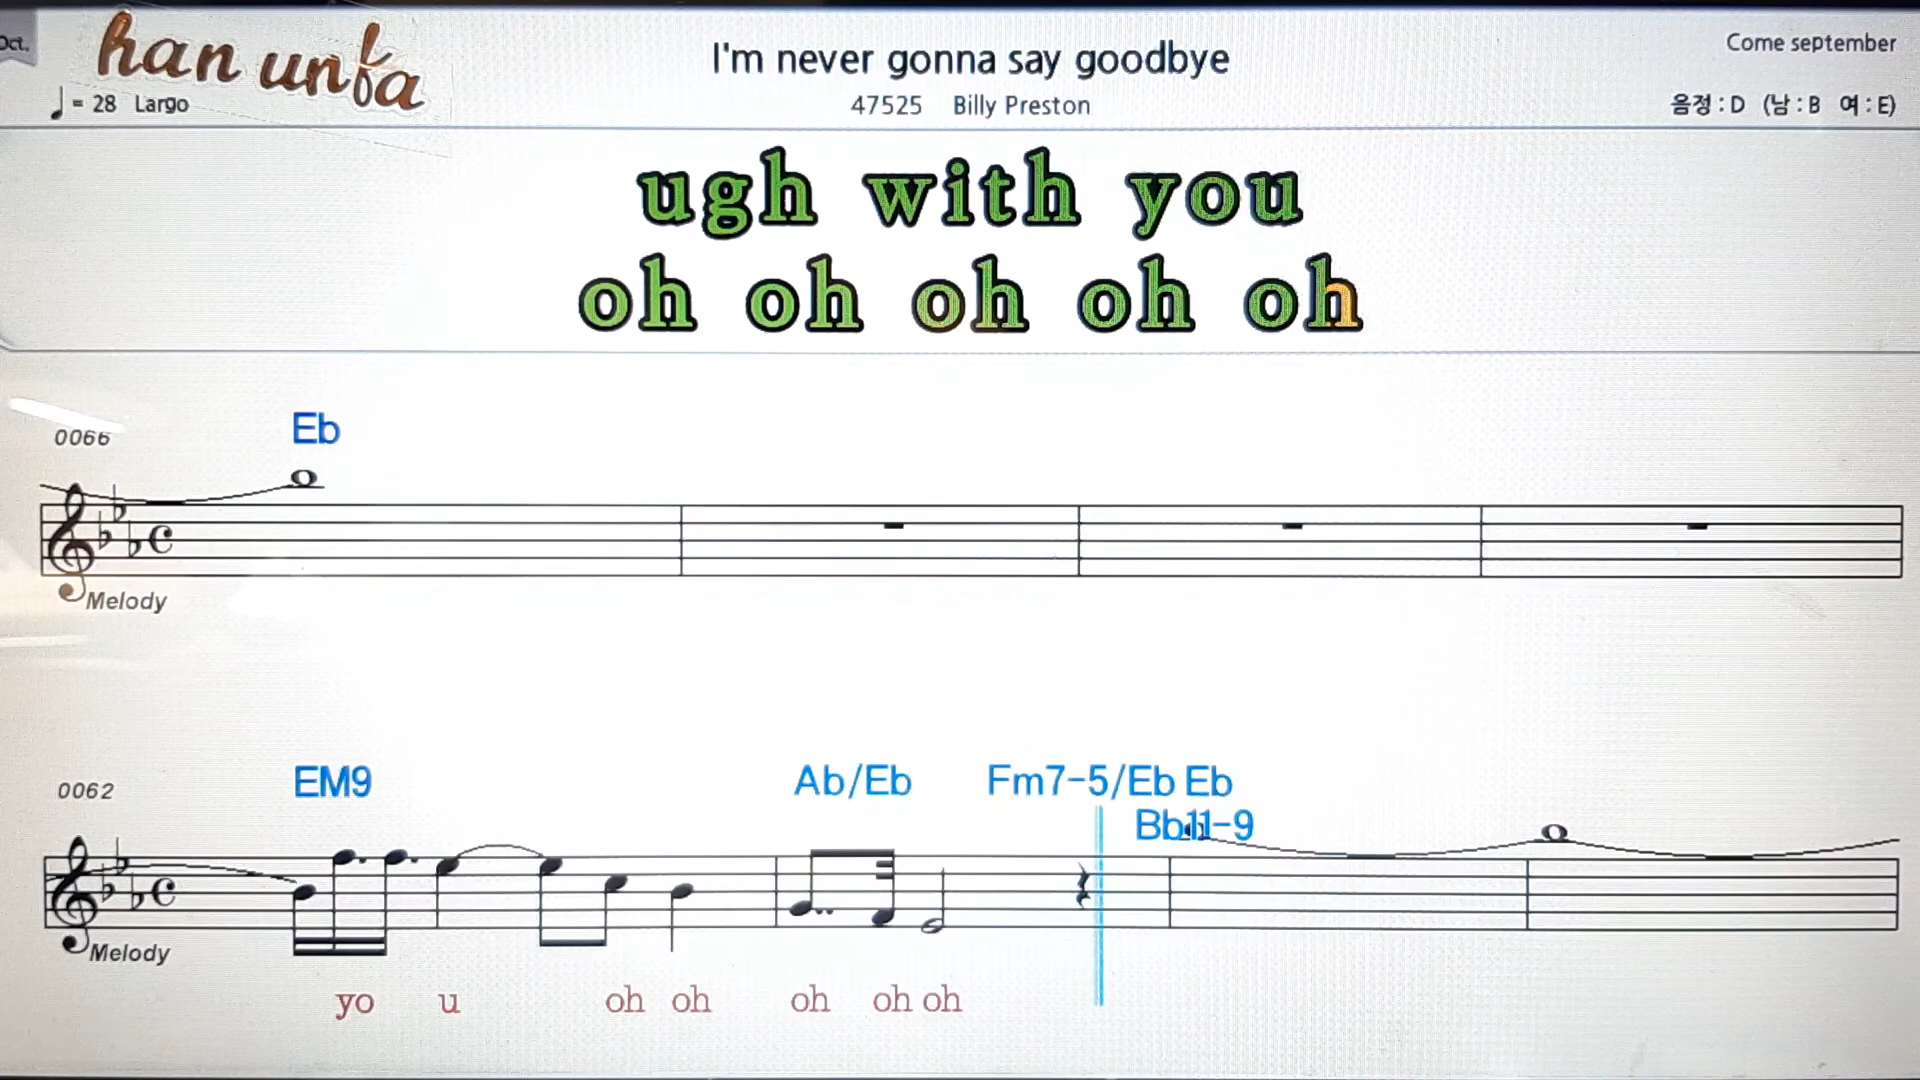 Oct.
han unfa
I'm never gonna say goodbye
Come september
= 28 Largo
47525 Billy Preston
음정 : D (남 : B 여 : E)
ugh with you
oh oh oh oh oh
0066
Eb
Melody
0062
EM9 Ab/Eb Fm7-5/Eb Eb
Bb11-9
Melody
yo u oh oh oh oh oh